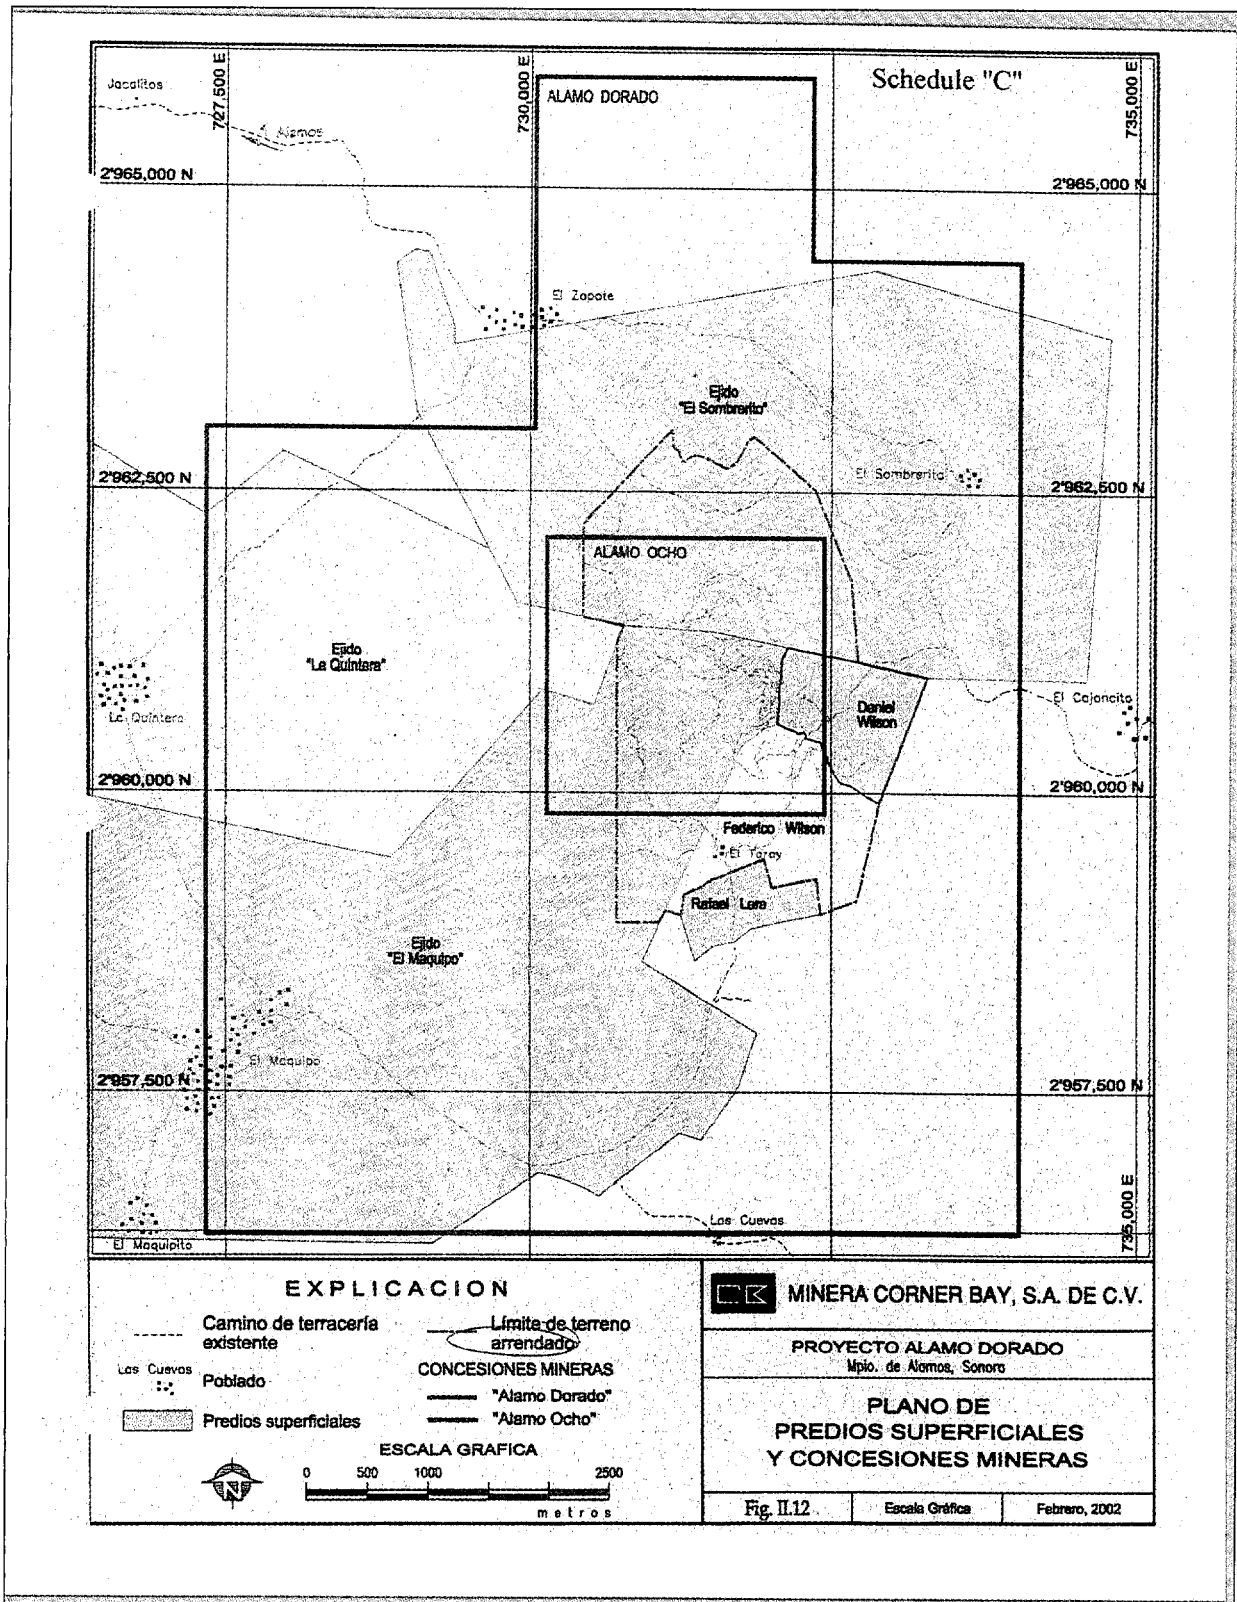 Schedule "C"
727,500 E
730,000 E
735,000 E
Jacalitos
ALAMO DORADO
Alamos
2'965,000 N
2'965,000 N
El Zapote
Ejido
"El Sombrerito"
2'962,500 N
El Sombrerito
2'962,500 N
ALAMO OCHO
Ejido
"La Quintera"
La Quintera
Daniel
Wilson
El Cajoncito
2'960,000 N
2'960,000 N
Federico Wilson
El Taray
Rafael Lara
Ejido
"El Maquipo"
El Maquipo
2'957,500 N
2'957,500 N
735,000 E
Las Cuevas
El Maquipito
EXPLICACION
Camino de terracería
existente
Límite de terreno
arrendado
Las Cuevas
Poblado
CONCESIONES MINERAS
"Alamo Dorado"
"Alamo Ocho"
Predios superficiales
ESCALA GRAFICA
0 500 1000 2500
metros
N
MINERA CORNER BAY, S.A. DE C.V.
PROYECTO ALAMO DORADO
Mpio. de Alamos, Sonora
PLANO DE
PREDIOS SUPERFICIALES
Y CONCESIONES MINERAS
Fig. II.12
Escala Gráfica
Febrero, 2002